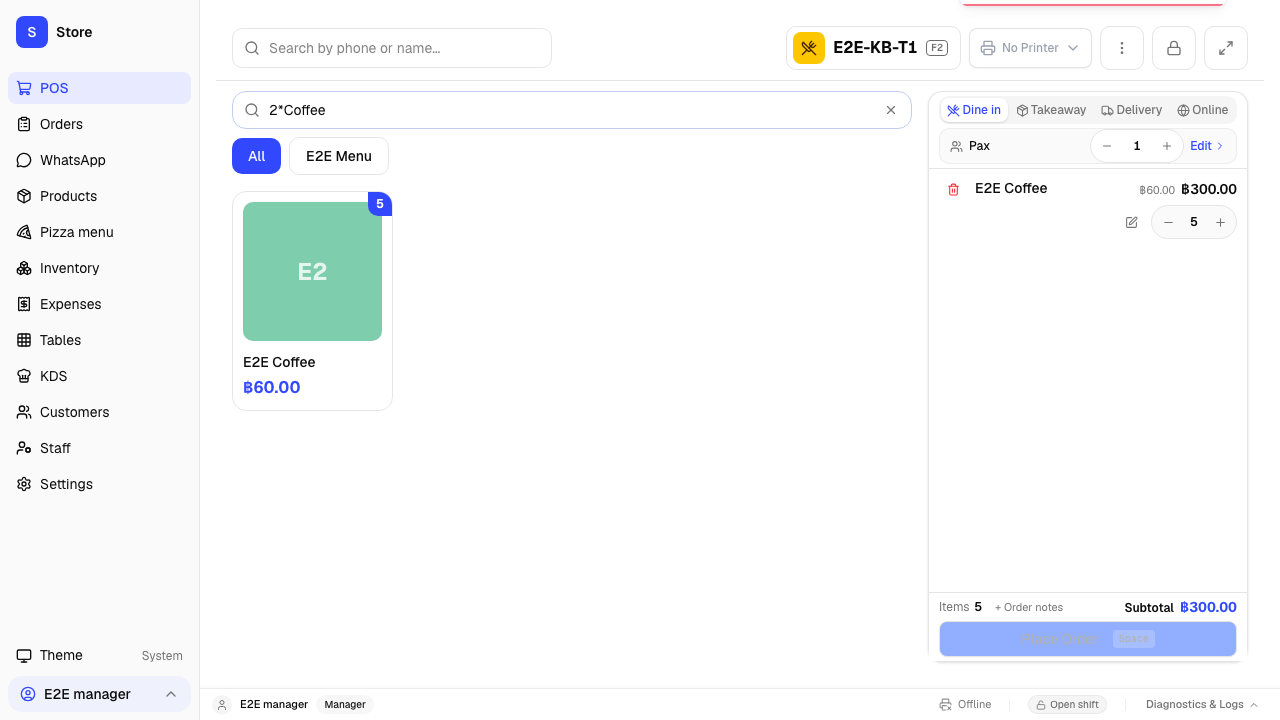 S Store
POS
Orders
WhatsApp
Products
Pizza menu
Inventory
Expenses
Tables
KDS
Customers
Staff
Settings
Theme System
E2E manager
Search by phone or name…
E2E-KB-T1 F2
No Printer
2*Coffee
All E2E Menu
5
E2
E2E Coffee
฿60.00
Dine in Takeaway Delivery Online
Pax 1 Edit
E2E Coffee ฿60.00 ฿300.00
5
Items 5 + Order notes Subtotal ฿300.00
Place Order Space
E2E manager Manager Offline Open shift Diagnostics & Logs